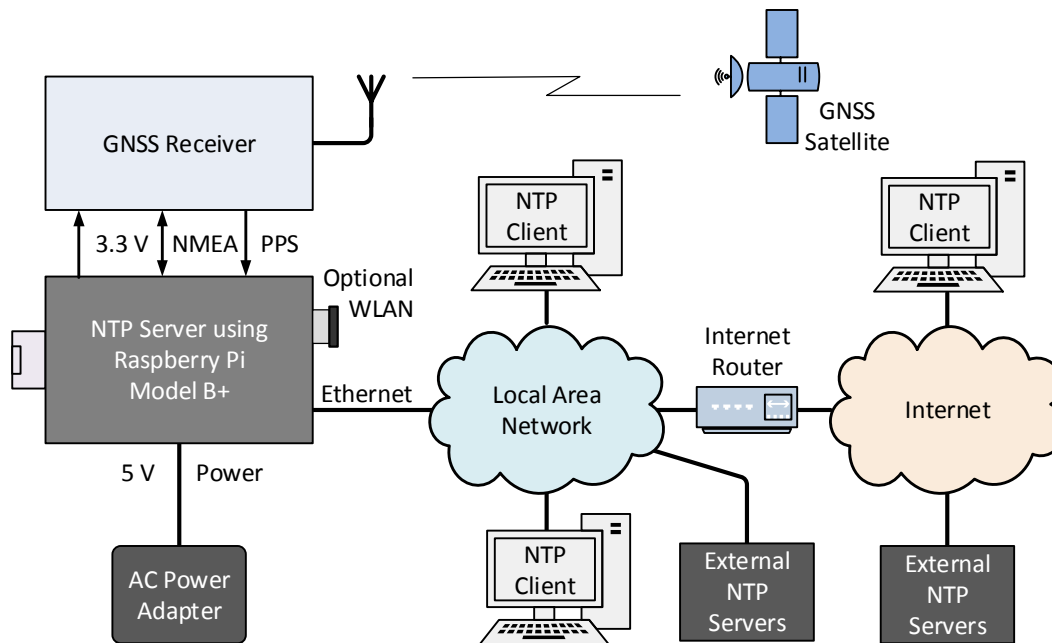 GNSS Receiver
GNSS
Satellite
3.3 V
NMEA
PPS
Optional
WLAN
NTP Server using
Raspberry Pi
Model B+
Ethernet
5 V
Power
AC Power
Adapter
NTP
Client
Local Area
Network
NTP
Client
Internet
Router
External
NTP
Servers
NTP
Client
Internet
External
NTP
Servers